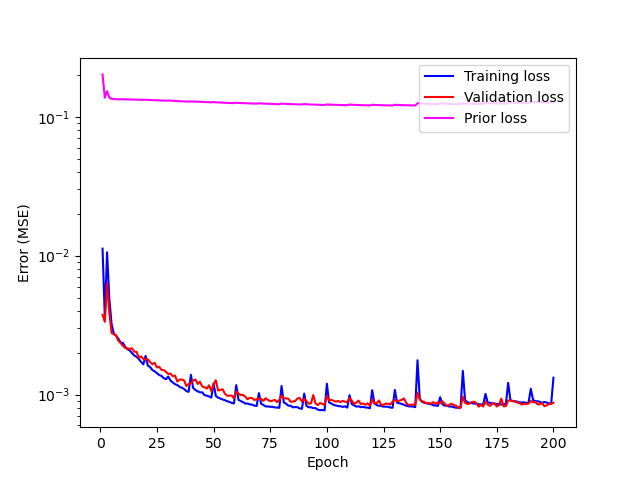 Training loss
Validation loss
Prior loss
Error (MSE)
10⁻¹
10⁻²
10⁻³
0 25 50 75 100 125 150 175 200
Epoch